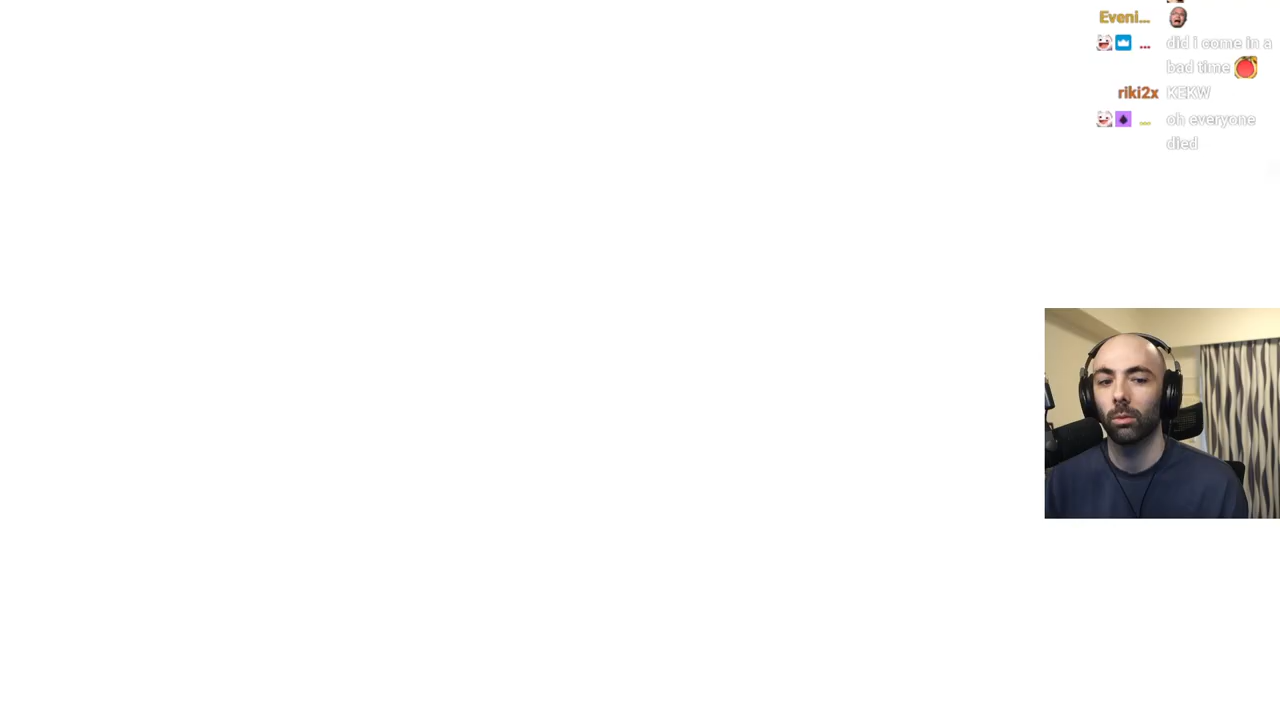 Eveni...
did i come in a
bad time
riki2x KEKW
oh everyone
died